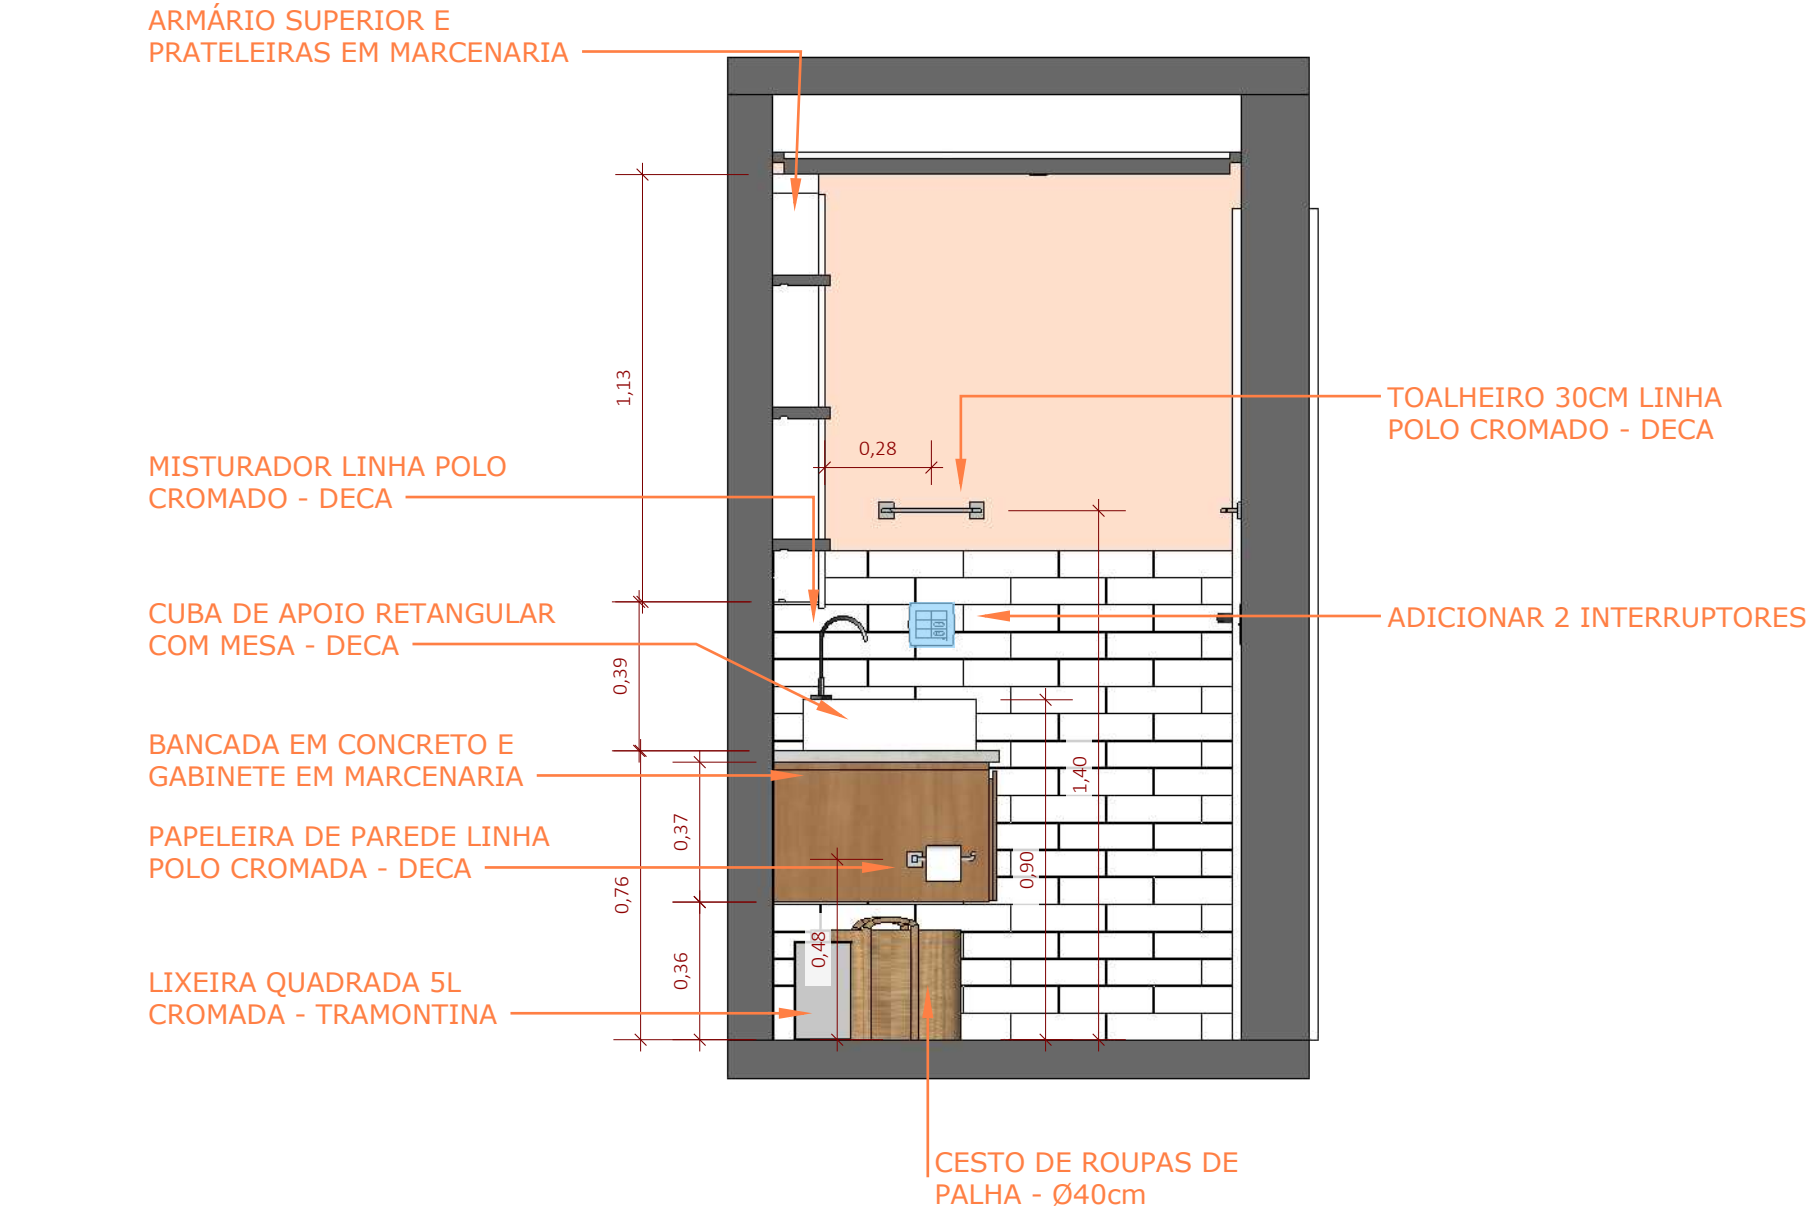 ARMÁRIO SUPERIOR E
PRATELEIRAS EM MARCENARIA
1,13
0,28
TOALHEIRO 30CM LINHA
POLO CROMADO - DECA
MISTURADOR LINHA POLO
CROMADO - DECA
CUBA DE APOIO RETANGULAR
COM MESA - DECA
ADICIONAR 2 INTERRUPTORES
0,39
BANCADA EM CONCRETO E
GABINETE EM MARCENARIA
1,40
0,37
PAPELEIRA DE PAREDE LINHA
POLO CROMADA - DECA
0,90
0,76
0,48
0,36
LIXEIRA QUADRADA 5L
CROMADA - TRAMONTINA
CESTO DE ROUPAS DE
PALHA - Ø40cm